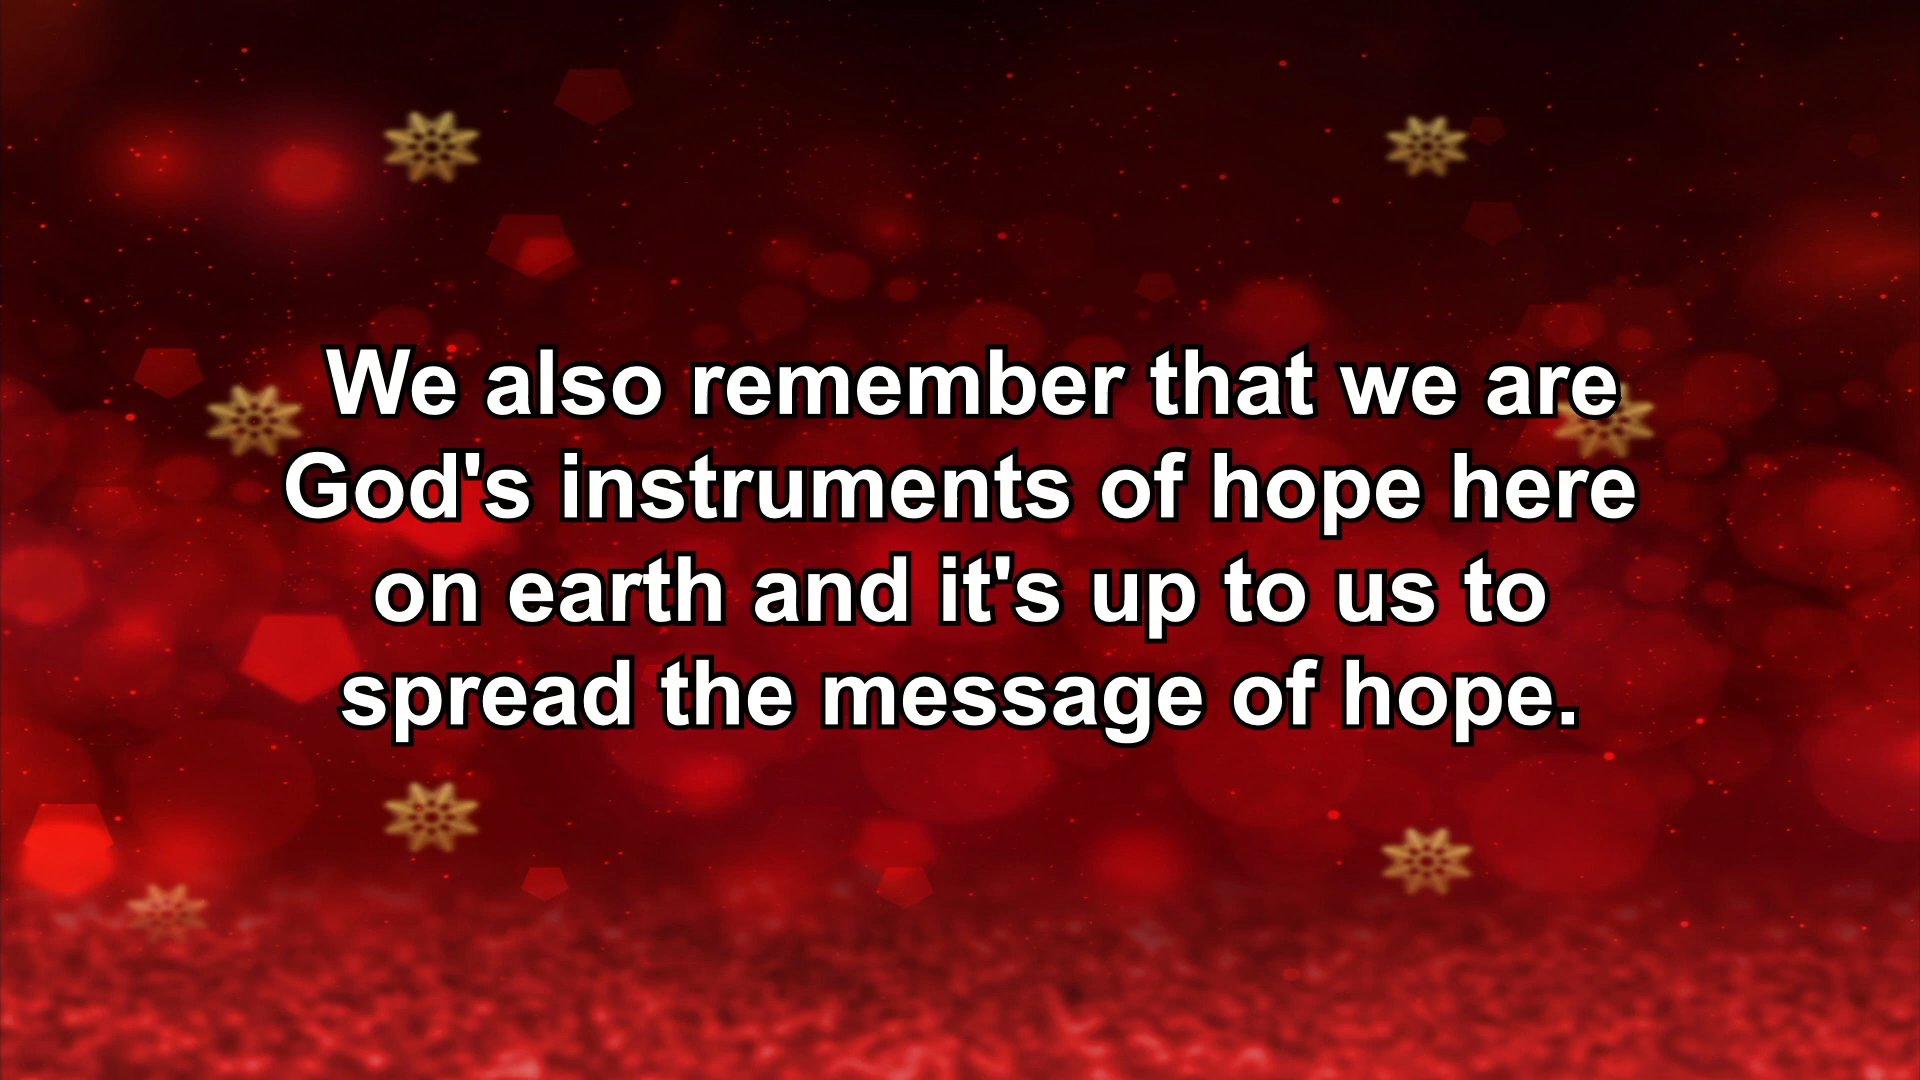 We also remember that we are
God's instruments of hope here
on earth and it's up to us to
spread the message of hope.